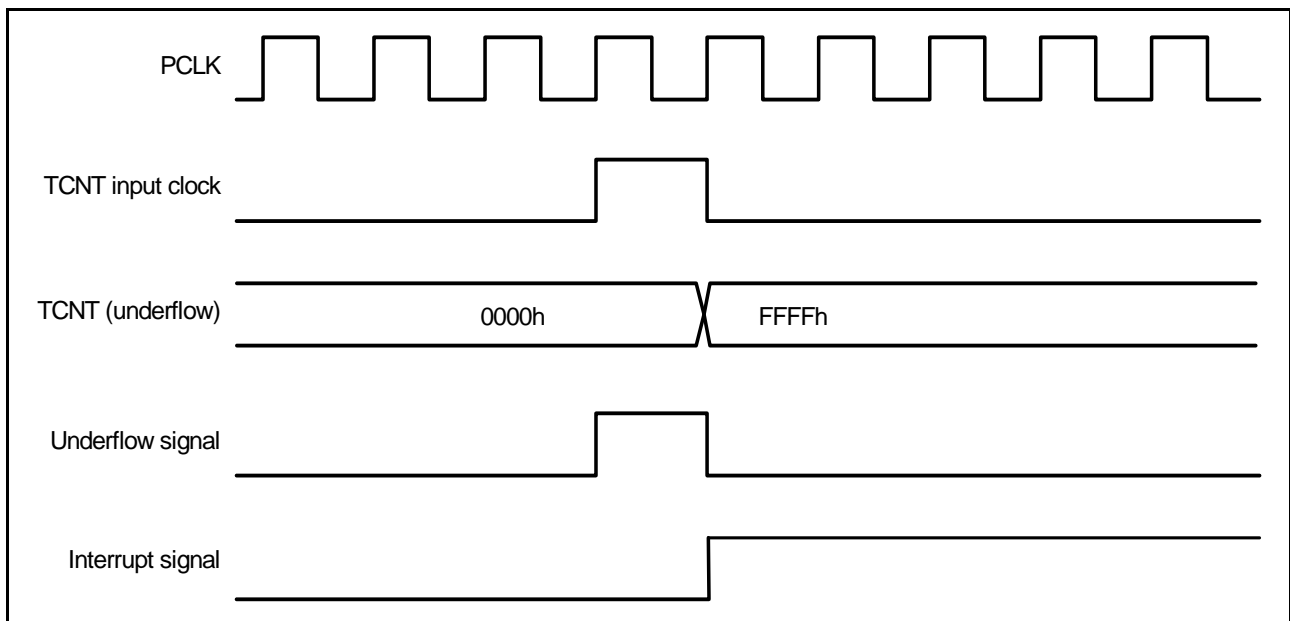 PCLK
TCNT input clock
TCNT (underflow)
0000h
FFFFh
Underflow signal
Interrupt signal